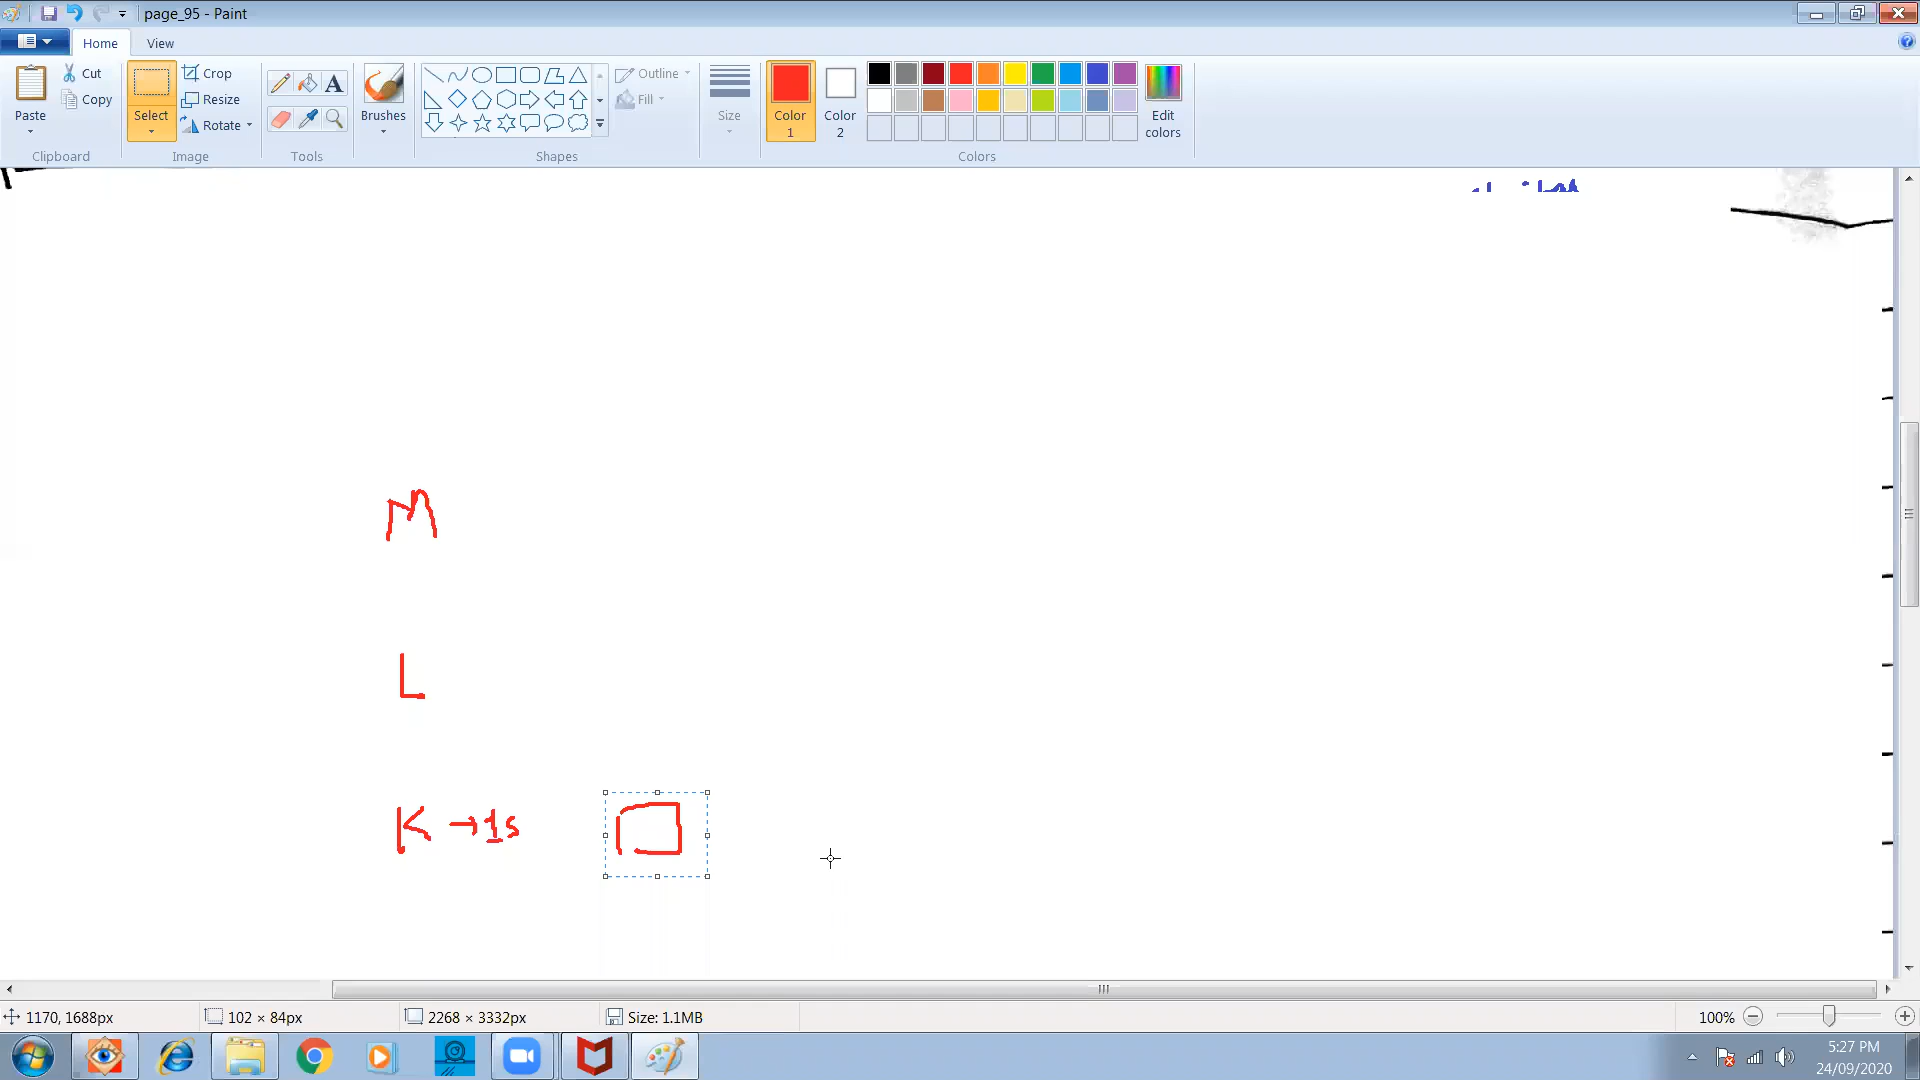 page_95 - Paint
Home View
Paste
Cut
Copy
Clipboard
Select
Crop
Resize
Rotate
Image
Tools
Brushes
Shapes
Outline
Fill
Size
Color 1
Color 2
Edit colors
Colors
M
L
K → 1s
1170, 1688px
102 × 84px
2268 × 3332px
Size: 1.1MB
100%
5:27 PM
24/09/2020